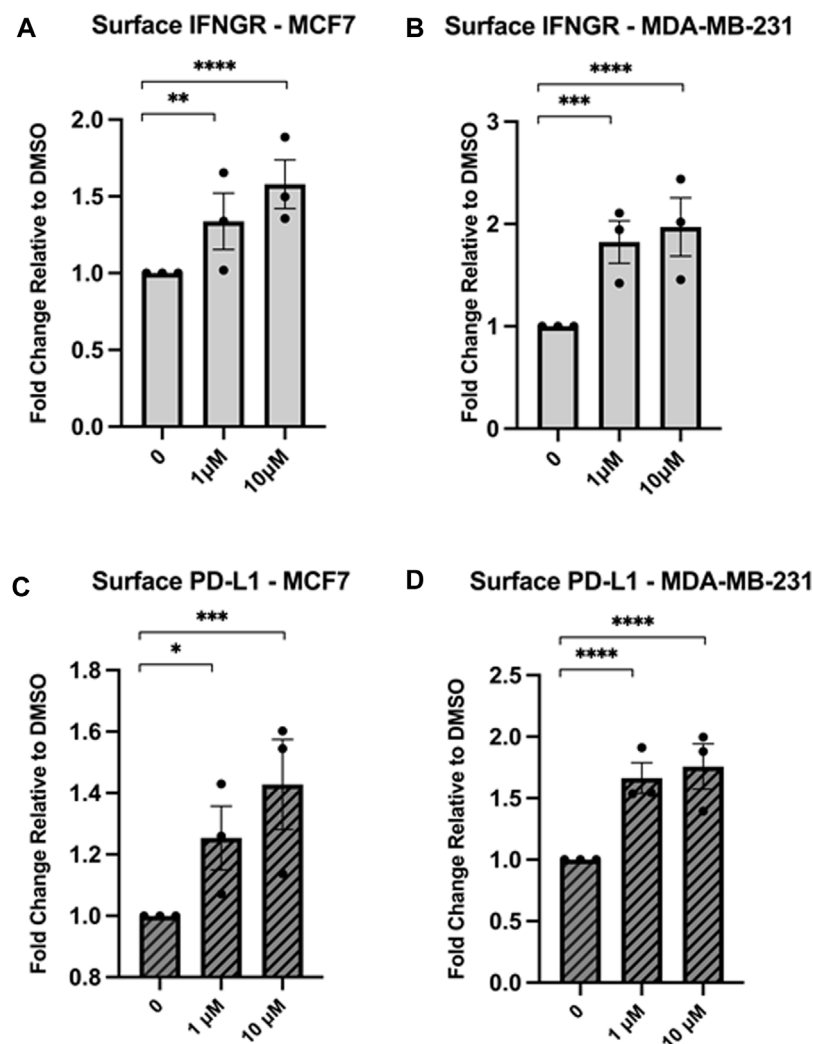 A Surface IFNGR - MCF7
****
**
Fold Change Relative to DMSO
2.0
1.5
1.0
0.5
0.0
0 1µM 10µM
B Surface IFNGR - MDA-MB-231
****
***
Fold Change Relative to DMSO
3
2
1
0
0 1µM 10µM
C Surface PD-L1 - MCF7
***
*
Fold Change Relative to DMSO
1.8
1.6
1.4
1.2
1.0
0.8
0 1 µM 10 µM
D Surface PD-L1 - MDA-MB-231
****
****
Fold Change Relative to DMSO
2.5
2.0
1.5
1.0
0.5
0.0
0 1 µM 10 µM